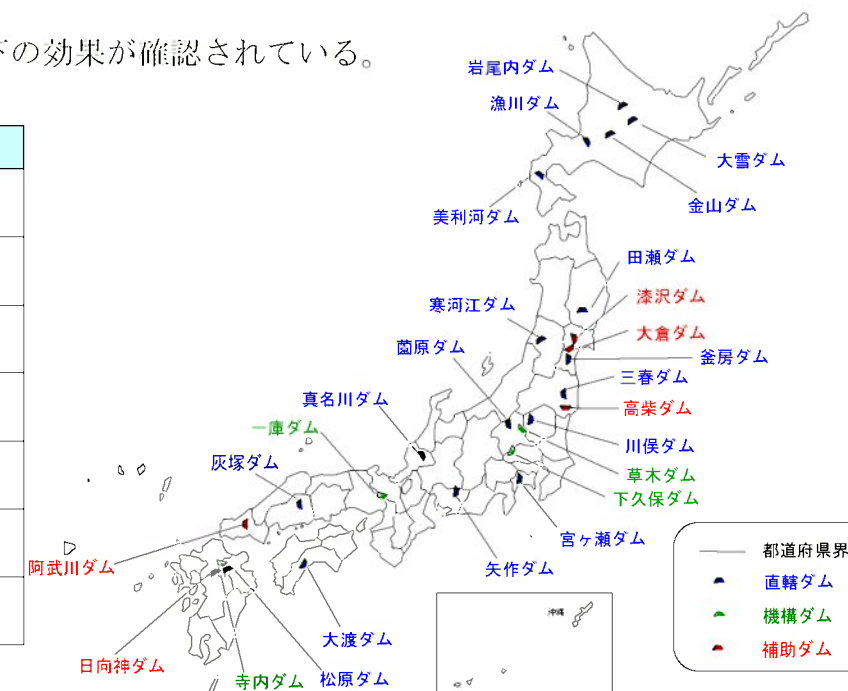 下の効果が確認されている。
岩尾内ダム
漁川ダム
大雪ダム
金山ダム
美利河ダム
田瀬ダム
漆沢ダム
寒河江ダム
大倉ダム
薗原ダム
釜房ダム
三春ダム
真名川ダム
高柴ダム
一庫ダム
川俣ダム
灰塚ダム
草木ダム
下久保ダム
宮ヶ瀬ダム
矢作ダム
阿武川ダム
大渡ダム
日向神ダム
寺内ダム
松原ダム
沖縄
都道府県界
直轄ダム
機構ダム
補助ダム